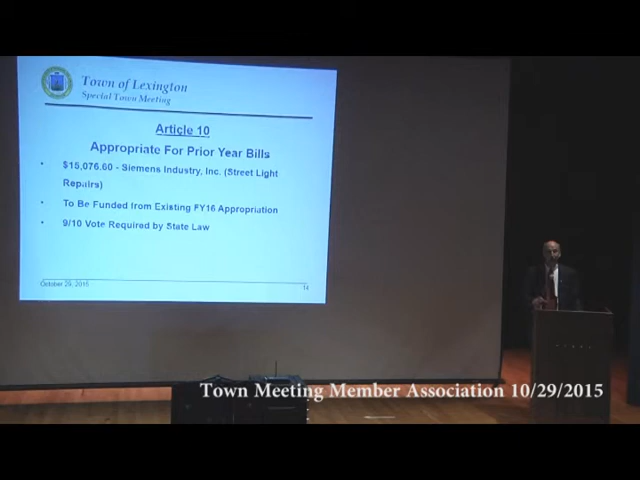 Town of Lexington
Special Town Meeting
Article 10
Appropriate For Prior Year Bills
• $15,076.60 - Siemens Industry, Inc. (Street Light
Repairs)
• To Be Funded from Existing FY16 Appropriation
• 9/10 Vote Required by State Law
October 29, 2015
14
Town Meeting Member Association 10/29/2015